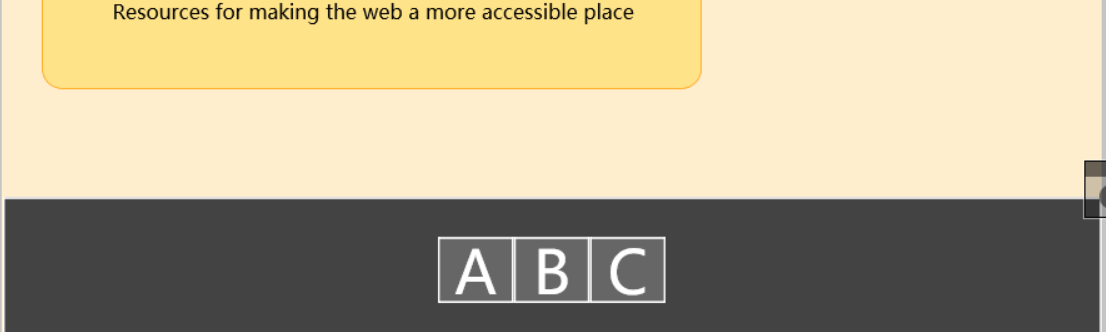 Resources for making the web a more accessible place
A B C